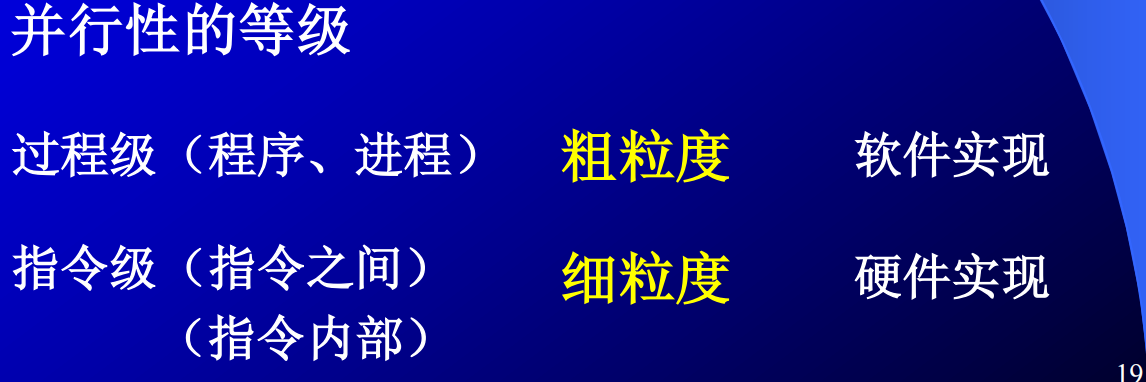 并行性的等级
过程级（程序、进程） 粗粒度 软件实现
指令级（指令之间） 细粒度 硬件实现
（指令内部）
19